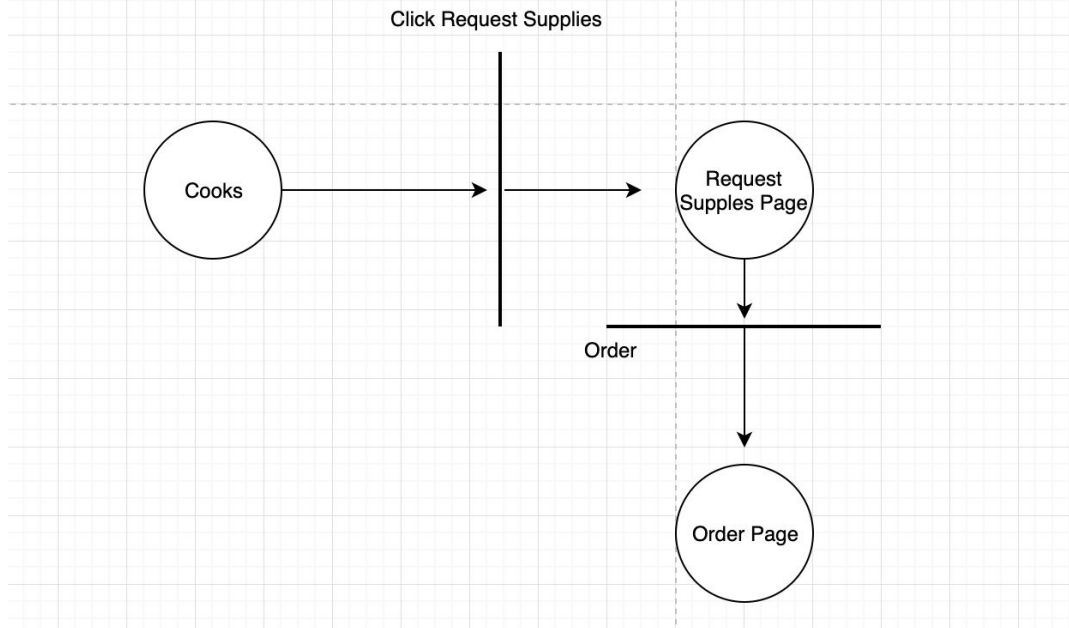 Click Request Supplies
Cooks
Request
Supples Page
Order
Order Page